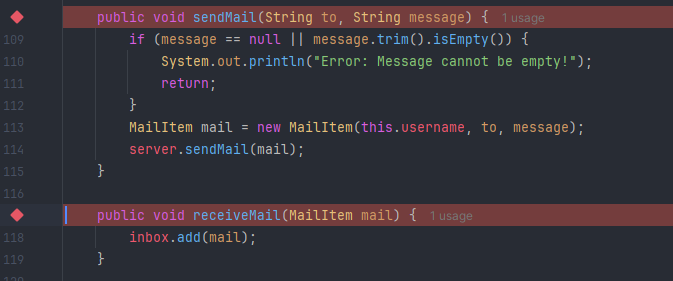 public void sendMail(String to, String message) { 1 usage
109 if (message == null || message.trim().isEmpty()) {
110 System.out.println("Error: Message cannot be empty!");
111 return;
112 }
113 MailItem mail = new MailItem(this.username, to, message);
114 server.sendMail(mail);
115 }
116
public void receiveMail(MailItem mail) { 1 usage
118 inbox.add(mail);
119 }